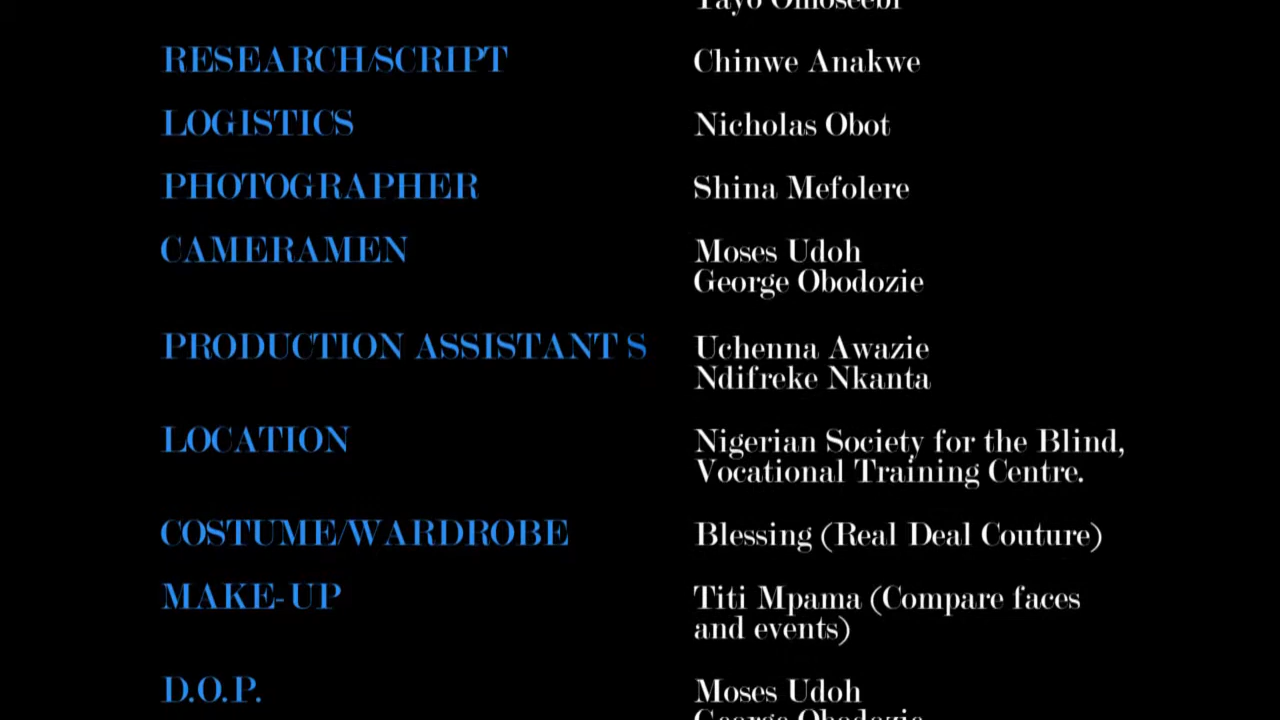 RESEARCH/SCRIPT Chinwe Anakwe
LOGISTICS Nicholas Obot
PHOTOGRAPHER Shina Mefolere
CAMERAMEN Moses Udoh
George Obodozie
PRODUCTION ASSISTANT S Uchenna Awazie
Ndifreke Nkanta
LOCATION Nigerian Society for the Blind,
Vocational Training Centre.
COSTUME/WARDROBE Blessing (Real Deal Couture)
MAKE-UP Titi Mpama (Compare faces
and events)
D.O.P. Moses Udoh
George Obodozie